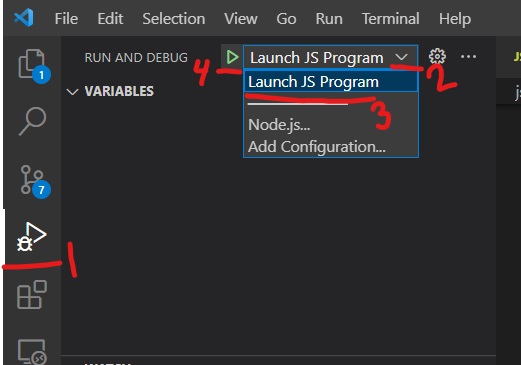 File Edit Selection View Go Run Terminal Help
RUN AND DEBUG Launch JS Program ...
4 2
Launch JS Program
VARIABLES
3
Node.js...
Add Configuration...
1
7
1